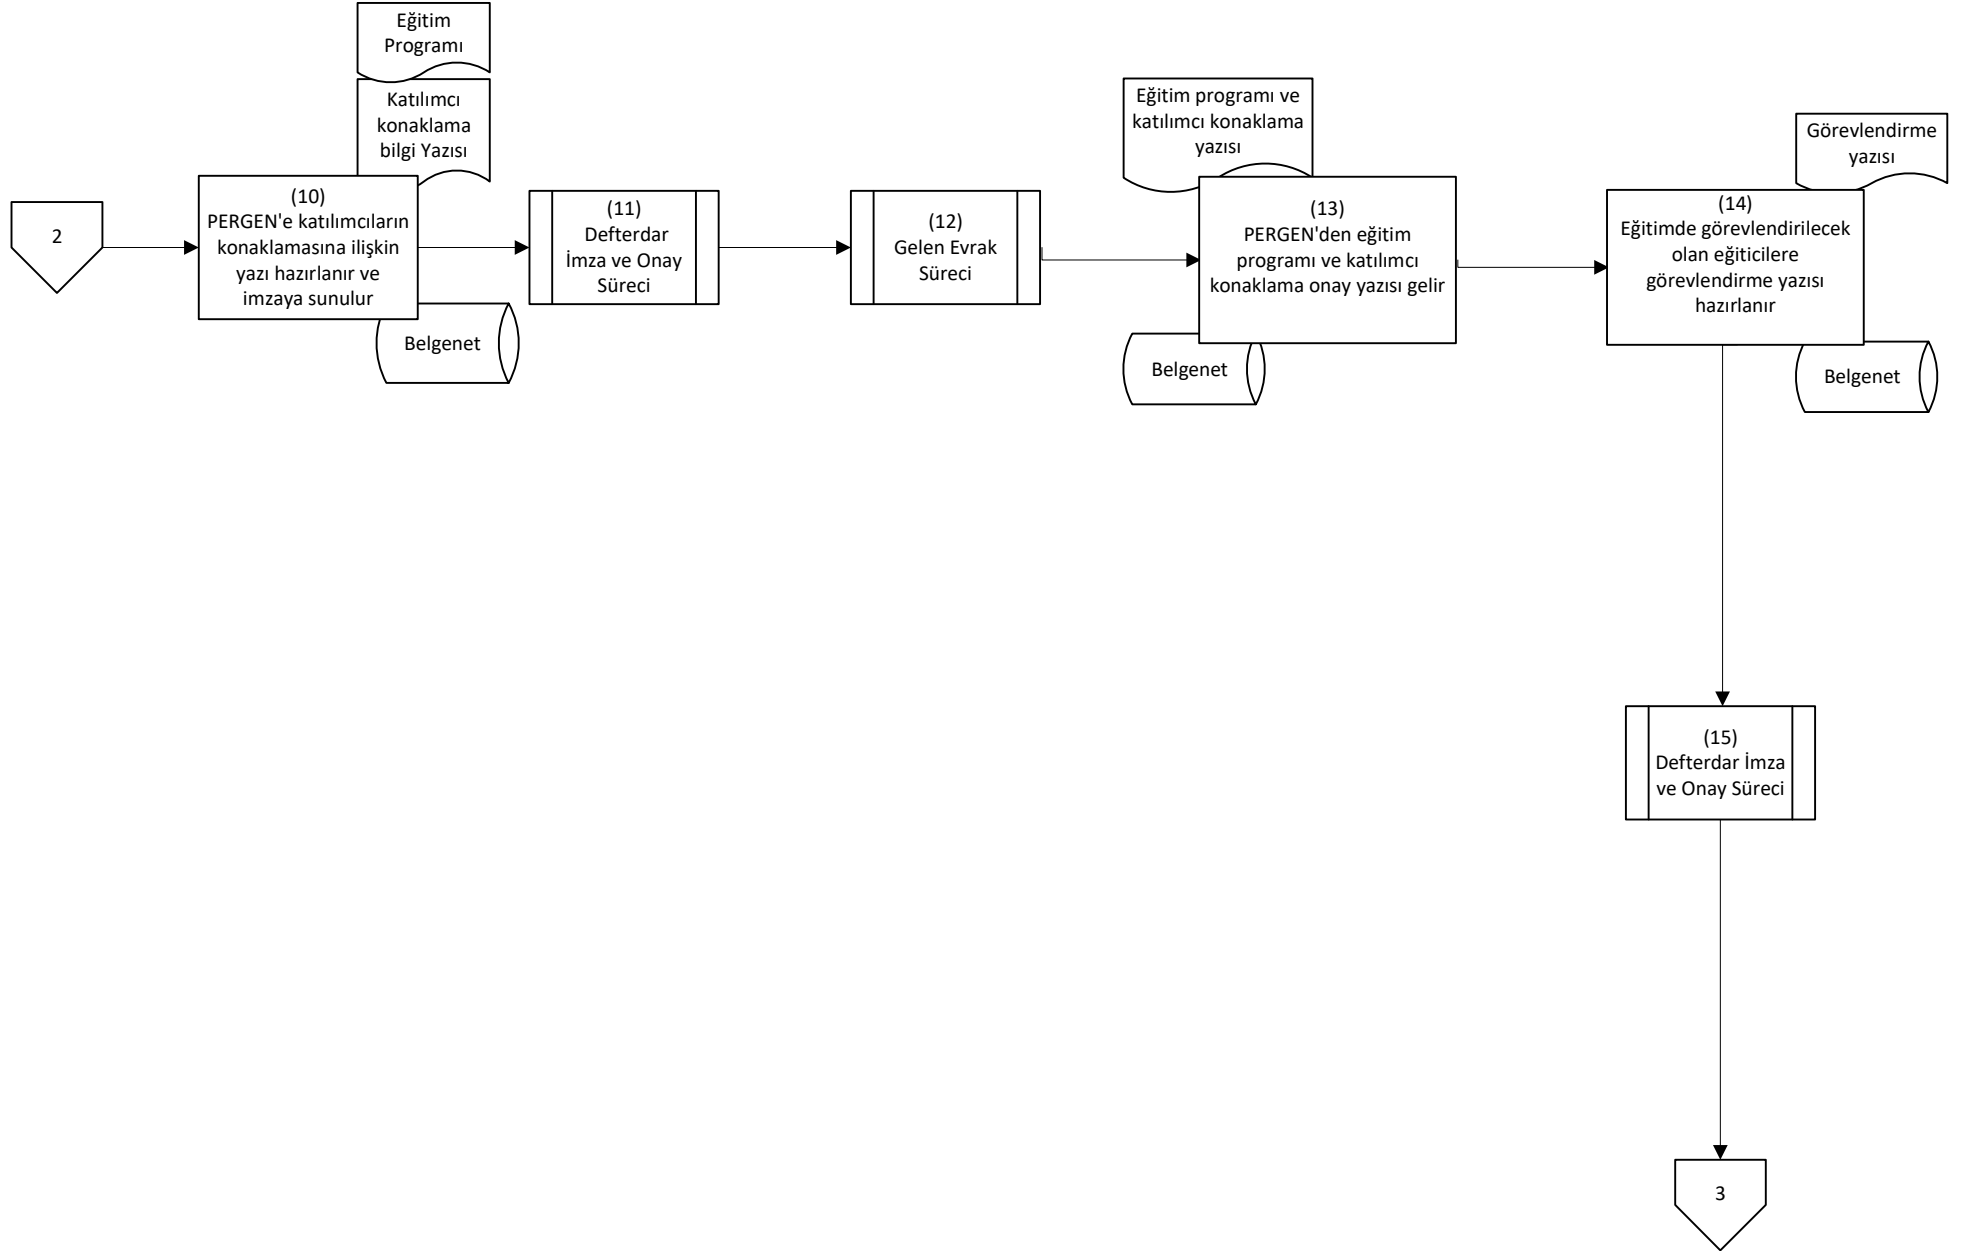 Eğitim
Programı
Katılımcı
konaklama
bilgi Yazısı
2
(10)
PERGEN'e katılımcıların
konaklamasına ilişkin
yazı hazırlanır ve
imzaya sunulur
Belgenet
(11)
Defterdar
İmza ve Onay
Süreci
(12)
Gelen Evrak
Süreci
Eğitim programı ve
katılımcı konaklama
yazısı
(13)
PERGEN'den eğitim
programı ve katılımcı
konaklama onay yazısı gelir
Belgenet
Görevlendirme
yazısı
(14)
Eğitimde görevlendirilecek
olan eğiticilere
görevlendirme yazısı
hazırlanır
Belgenet
(15)
Defterdar İmza
ve Onay Süreci
3